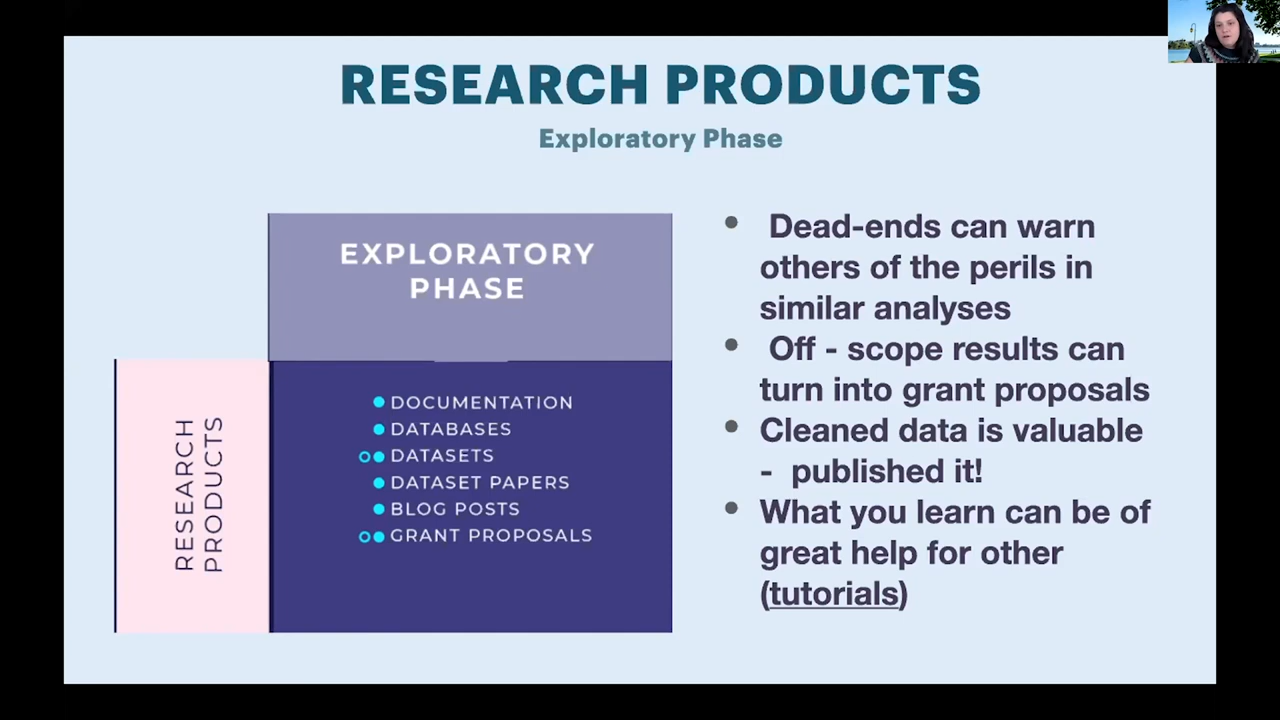 RESEARCH PRODUCTS
Exploratory Phase
EXPLORATORY
PHASE
RESEARCH
PRODUCTS
DOCUMENTATION
DATABASES
DATASETS
DATASET PAPERS
BLOG POSTS
GRANT PROPOSALS
• Dead-ends can warn
others of the perils in
similar analyses
• Off - scope results can
turn into grant proposals
• Cleaned data is valuable
- published it!
• What you learn can be of
great help for other
(tutorials)